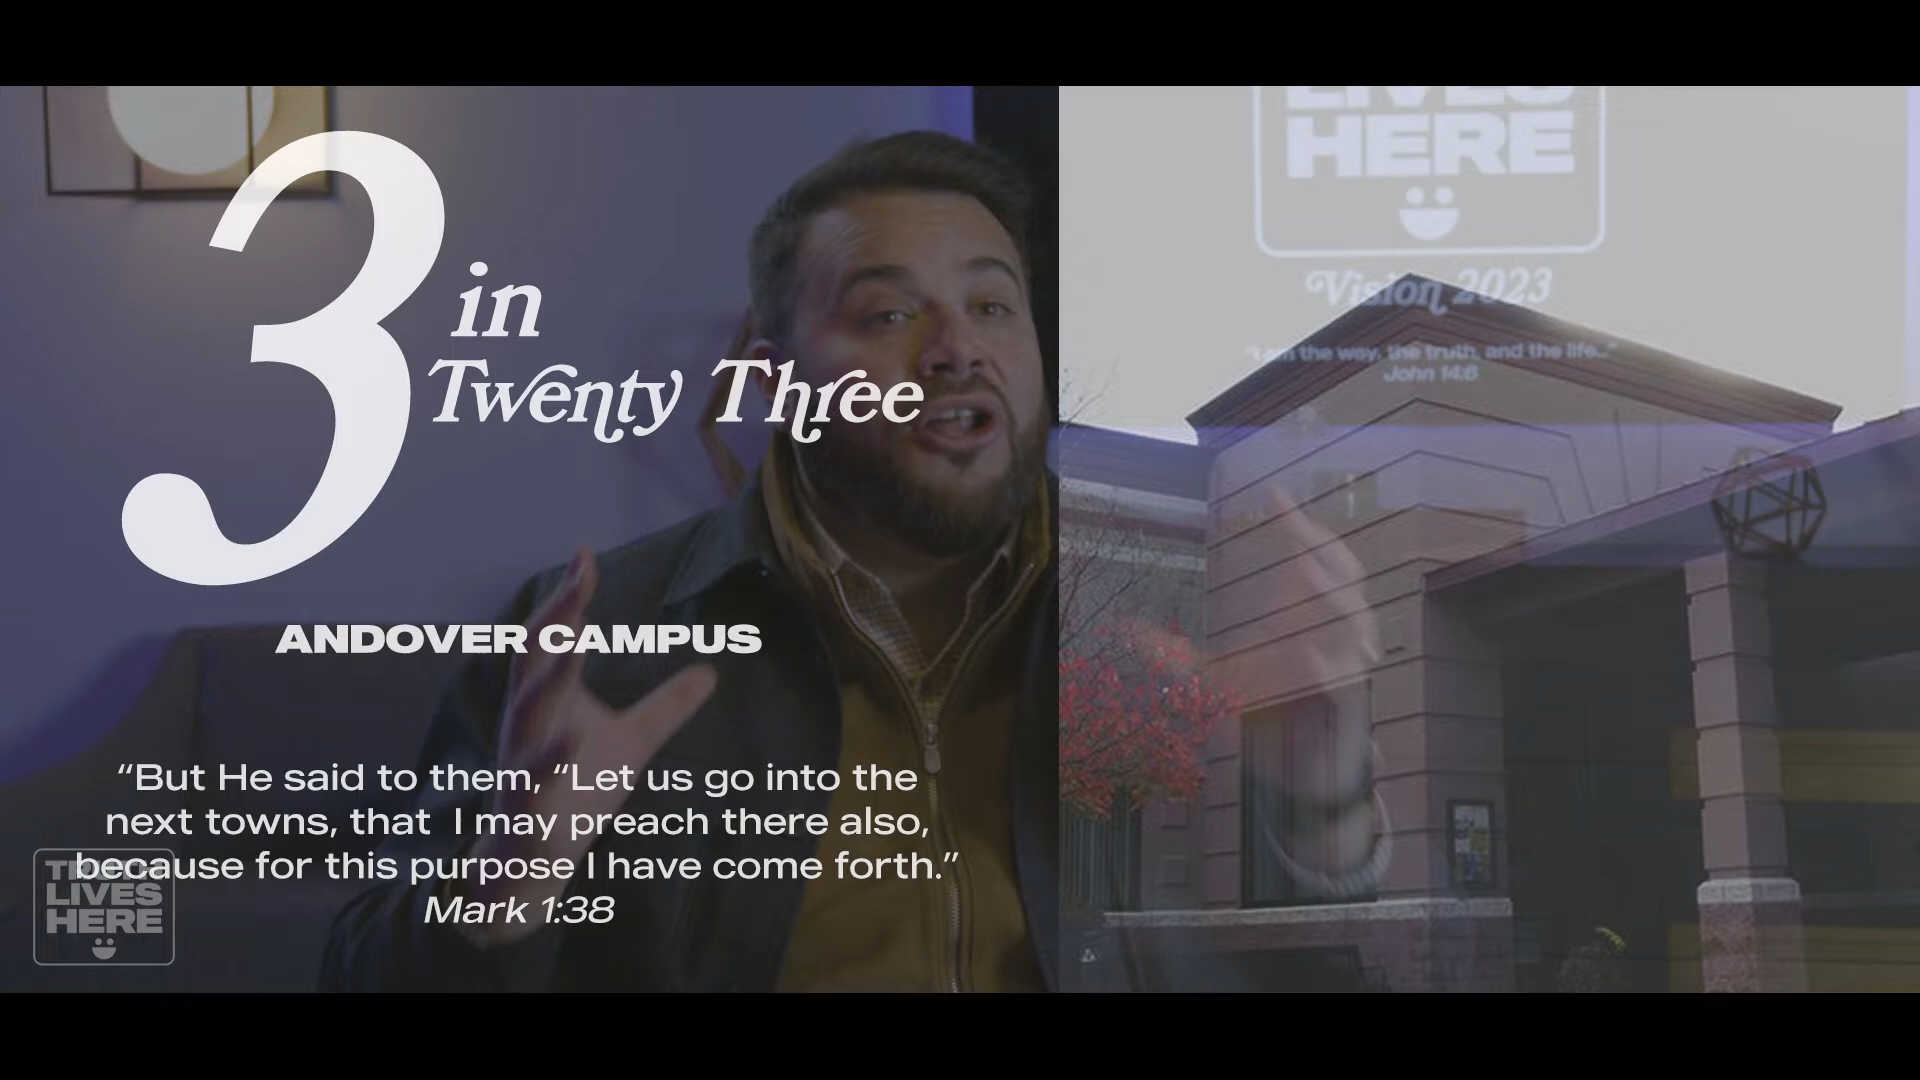 3
in
Twenty Three
ANDOVER CAMPUS
“But He said to them, “Let us go into the
next towns, that I may preach there also,
because for this purpose I have come forth.”
Mark 1:38
LIVES
HERE
LIVES
HERE
Vision 2023
“I am the way, the truth, and the life..”
John 14:6